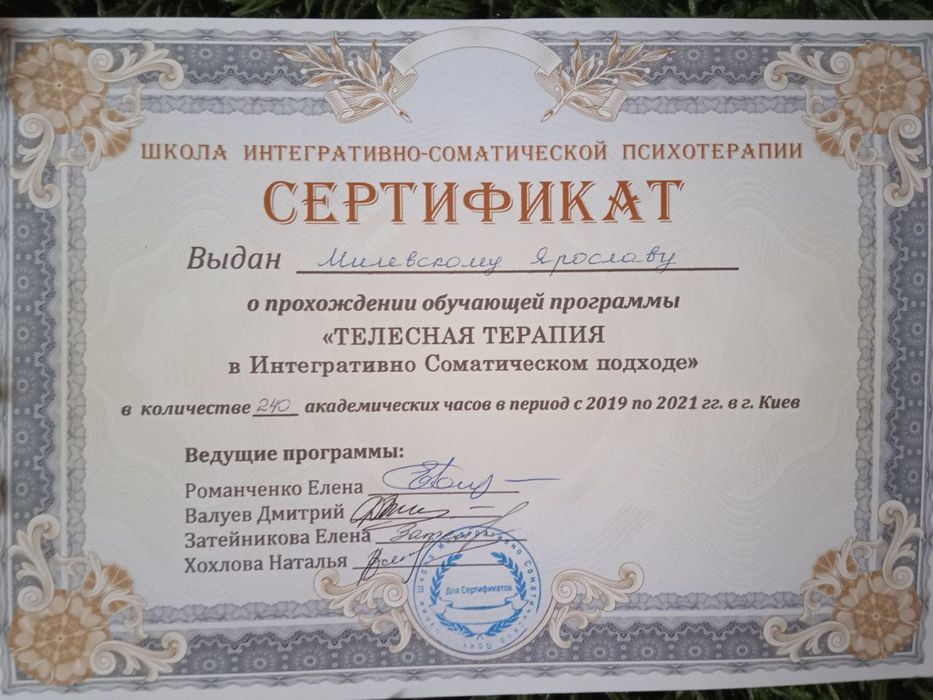 ШКОЛА ИНТЕГРАТИВНО-СОМАТИЧЕСКОЙ ПСИХОТЕРАПИИ
СЕРТИФИКАТ
Выдан Милевскому Ярославу
о прохождении обучающей программы
«ТЕЛЕСНАЯ ТЕРАПИЯ
в Интегративно Соматическом подходе»
в количестве 240 академических часов в период с 2019 по 2021 гг. в г. Киев
Ведущие программы:
Романченко Елена
Валуев Дмитрий
Затейникова Елена
Хохлова Наталья
Для Сертификатов